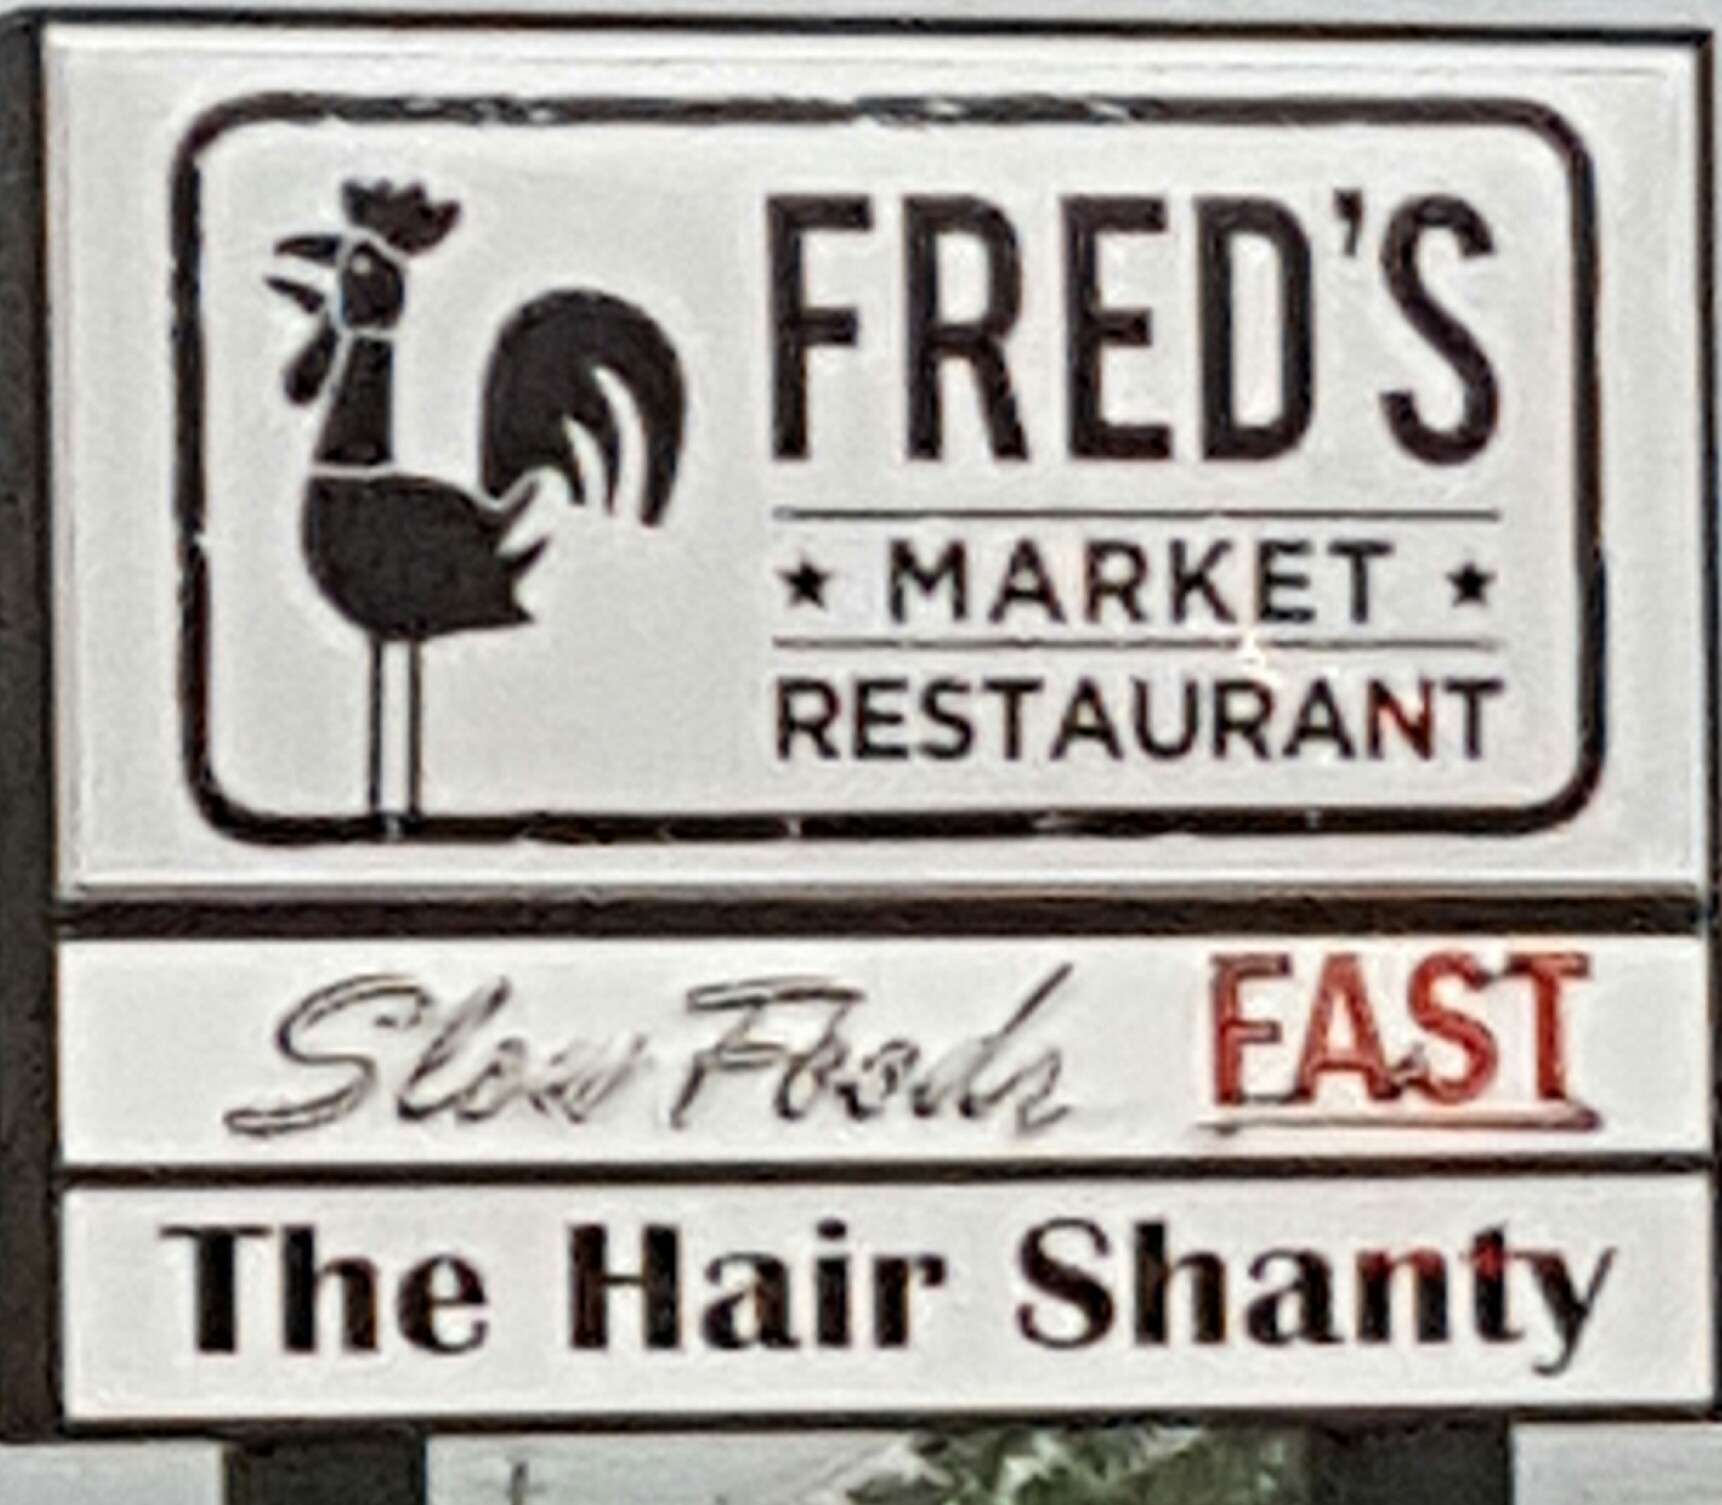 FRED'S
★ MARKET ★
RESTAURANT
Slow Foods FAST
The Hair Shanty